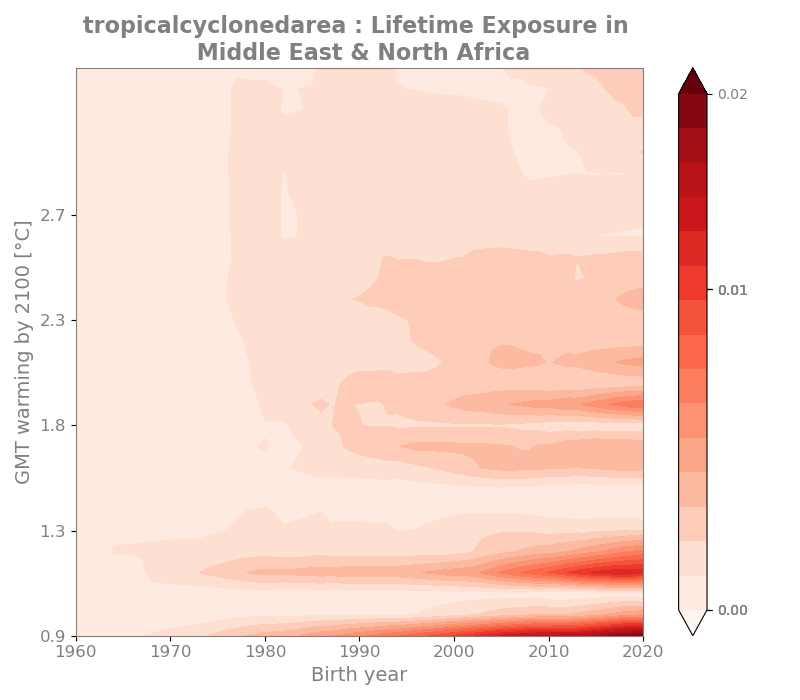 tropicalcyclonedarea : Lifetime Exposure in
Middle East & North Africa
GMT warming by 2100 [°C]
2.7
2.3
1.8
1.3
0.9
1960 1970 1980 1990 2000 2010 2020
Birth year
0.02
0.01
0.00